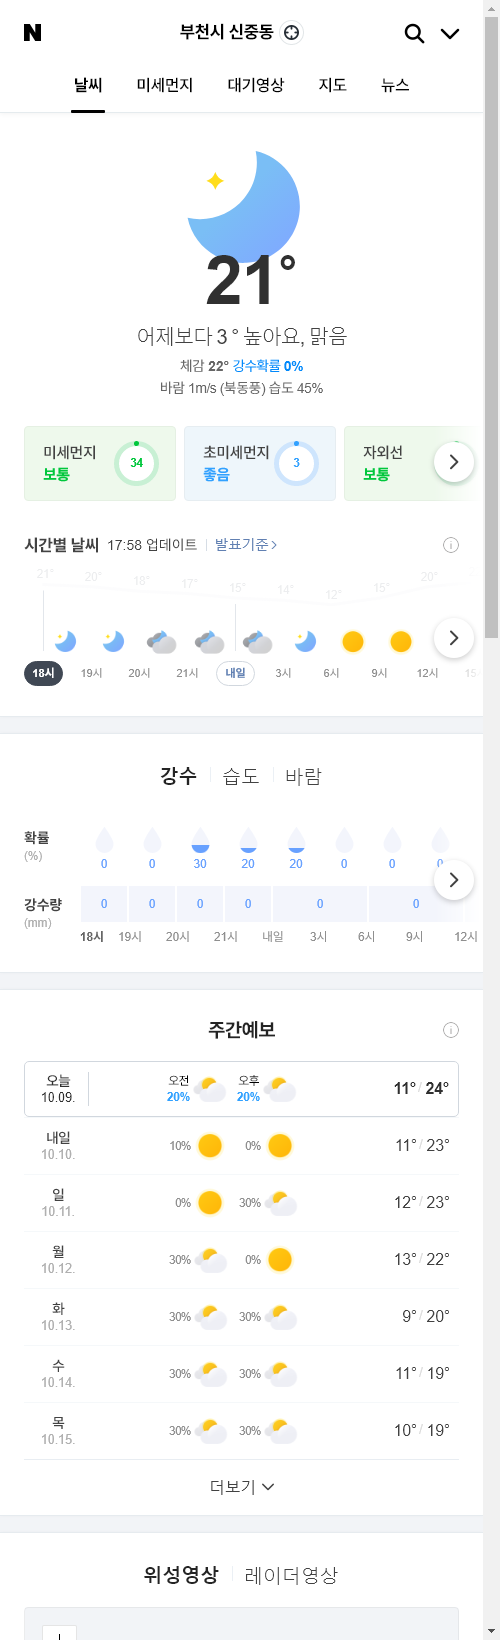 N
부천시 신중동
날씨 미세먼지 대기영상 지도 뉴스
21°
어제보다 3 ° 높아요, 맑음
체감 22° 강수확률 0%
바람 1m/s (북동풍) 습도 45%
미세먼지 34 초미세먼지 3 자외선
보통 좋음 보통
시간별 날씨 17:58 업데이트 발표기준
21° 20° 18° 17° 15° 14° 12° 15° 20°
18시 19시 20시 21시 내일 3시 6시 9시 12시
강수 습도 바람
확률
(%)
0 0 30 20 20 0 0 0
강수량 0 0 0 0 0 0
(mm)
18시 19시 20시 21시 내일 3시 6시 9시 12시
주간예보
오늘 10.09. 오전 20% 오후 20% 11° / 24°
내일 10.10. 10% 0% 11° / 23°
일 10.11. 0% 30% 12° / 23°
월 10.12. 30% 0% 13° / 22°
화 10.13. 30% 30% 9° / 20°
수 10.14. 30% 30% 11° / 19°
목 10.15. 30% 30% 10° / 19°
더보기
위성영상 레이더영상